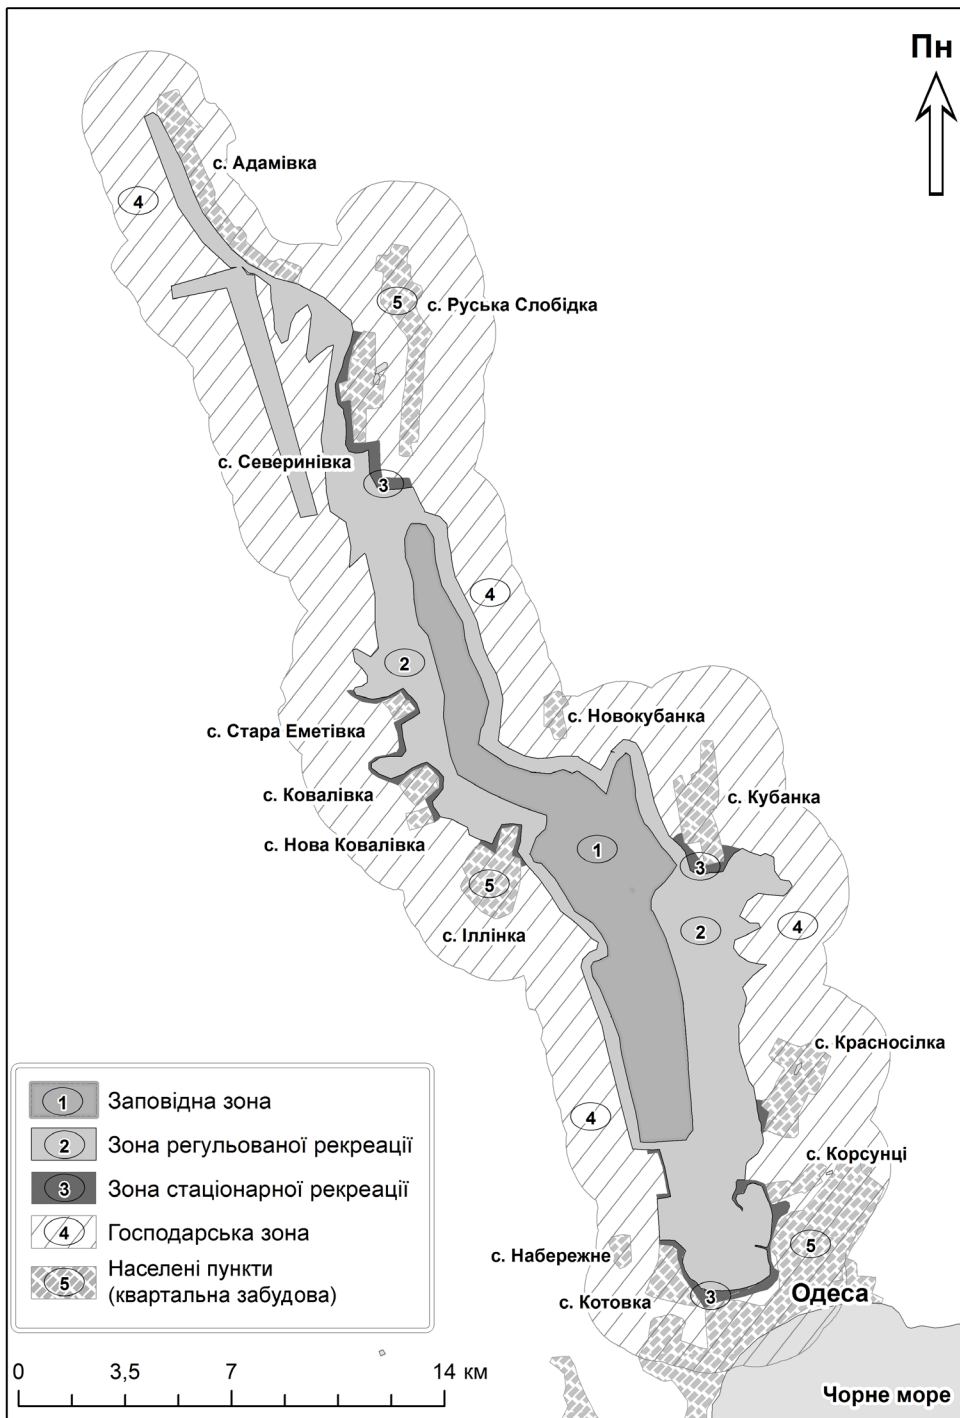 Пн
с. Адамівка
4
5
с. Руська Слобідка
с. Северинівка
3
4
2
с. Новокубанка
с. Стара Еметівка
с. Ковалівка
с. Кубанка
с. Нова Ковалівка
1
3
5
2
4
с. Іллінка
с. Красносілка
4
с. Корсунці
5
с. Набережне
с. Котовка
3
Одеса
1 Заповідна зона
2 Зона регульованої рекреації
3 Зона стаціонарної рекреації
4 Господарська зона
5 Населені пункти
(квартальна забудова)
0 3,5 7 14 км
Чорне море